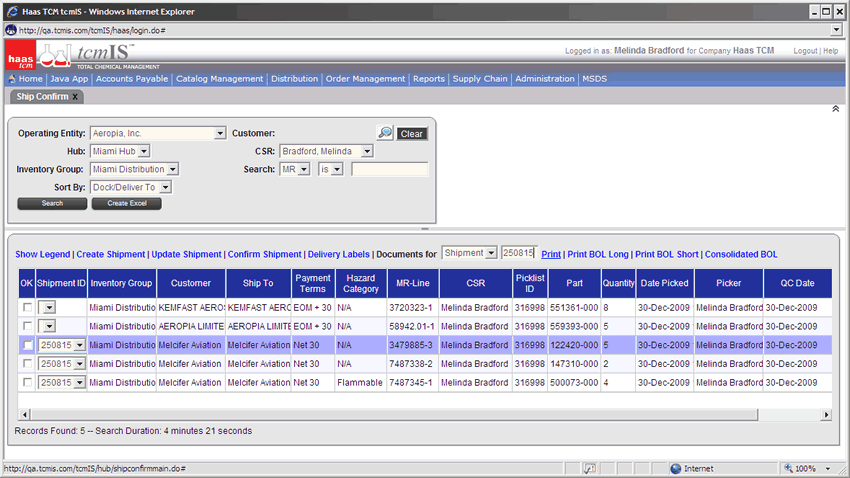 Haas TCM tcmIS - Windows Internet Explorer
http://qa.tcmis.com/tcmIS/haas/login.do#
haas tcm tcmIS TOTAL CHEMICAL MANAGEMENT
Logged in as: Melinda Bradford for Company Haas TCM Logout | Help
Home | Java App | Accounts Payable | Catalog Management | Distribution | Order Management | Reports | Supply Chain | Administration | MSDS
Ship Confirm X
Operating Entity: Aeropia, Inc. Customer: Clear
Hub: Miami Hub CSR: Bradford, Melinda
Inventory Group: Miami Distribution Search: MR is
Sort By: Dock/Deliver To
Search Create Excel
Show Legend | Create Shipment | Update Shipment | Confirm Shipment | Delivery Labels | Documents for Shipment 250815 Print | Print BOL Long | Print BOL Short | Consolidated BOL
OK Shipment ID Inventory Group Customer Ship To Payment Terms Hazard Category MR-Line CSR Picklist ID Part Quantity Date Picked Picker QC Date
Miami Distributio KEMFAST AEROS KEMFAST AEROS EOM + 30 N/A 3720323-1 Melinda Bradford 316998 551361-000 8 30-Dec-2009 Melinda Bradford 30-Dec-2009
Miami Distributio AEROPIA LIMITE AEROPIA LIMITE EOM + 30 N/A 58942.01-1 Melinda Bradford 316998 559393-000 5 30-Dec-2009 Melinda Bradford 30-Dec-2009
250815 Miami Distributio Melcifer Aviation Melcifer Aviation Net 30 N/A 3479885-3 Melinda Bradford 316998 122420-000 5 30-Dec-2009 Melinda Bradford 30-Dec-2009
250815 Miami Distributio Melcifer Aviation Melcifer Aviation Net 30 N/A 7487338-2 Melinda Bradford 316998 147310-000 2 30-Dec-2009 Melinda Bradford 30-Dec-2009
250815 Miami Distributio Melcifer Aviation Melcifer Aviation Net 30 Flammable 7487345-1 Melinda Bradford 316998 500073-000 4 30-Dec-2009 Melinda Bradford 30-Dec-2009
Records Found: 5 -- Search Duration: 4 minutes 21 seconds
http://qa.tcmis.com/tcmIS/hub/shipconfirmmain.do# Internet 100%